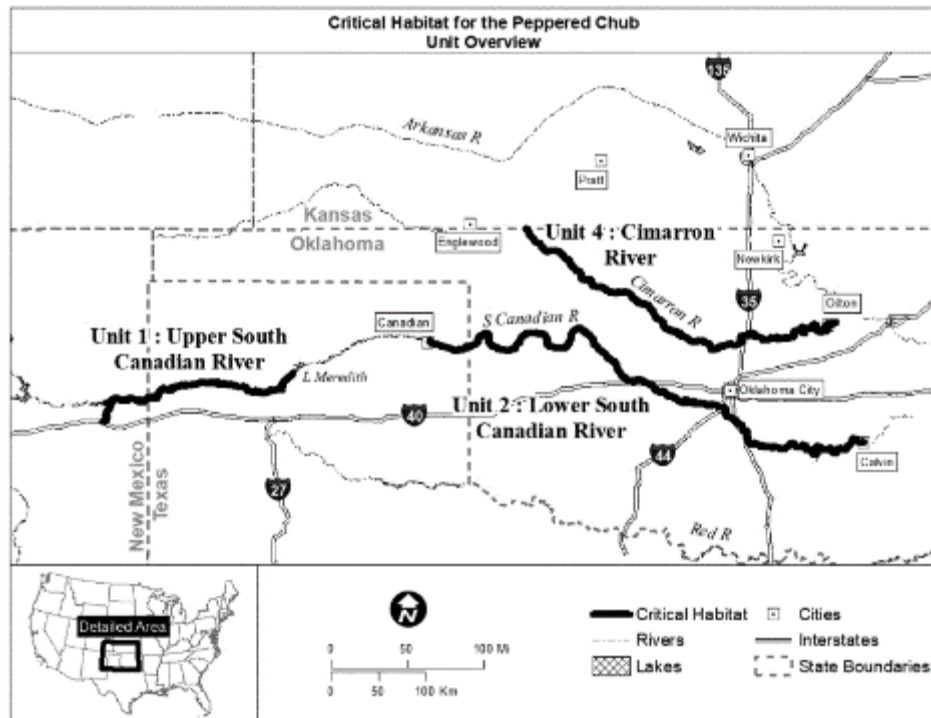 Critical Habitat for the Peppered Chub
Unit Overview
135
Arkansas R
Wichita
Pratt
Kansas
Oklahoma
Englewood
Unit 4 : Cimarron
River
Newkirk
35
Cimarron R
Oilton
Canadian
S Canadian R
Unit 1 : Upper South
Canadian River
L Meredith
Oklahoma City
40
Unit 2 : Lower South
Canadian River
44
Calvin
27
New Mexico
Texas
Red R
Detailed Area
N
0 50 100 Mi
0 50 100 Km
Critical Habitat
Rivers
Lakes
Cities
Interstates
State Boundaries